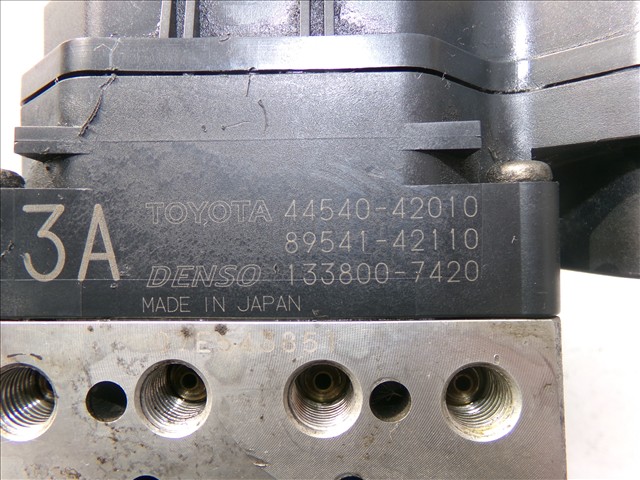 3A
TOYOTA 44540-42010
89541-42110
DENSO 133800-7420
MADE IN JAPAN